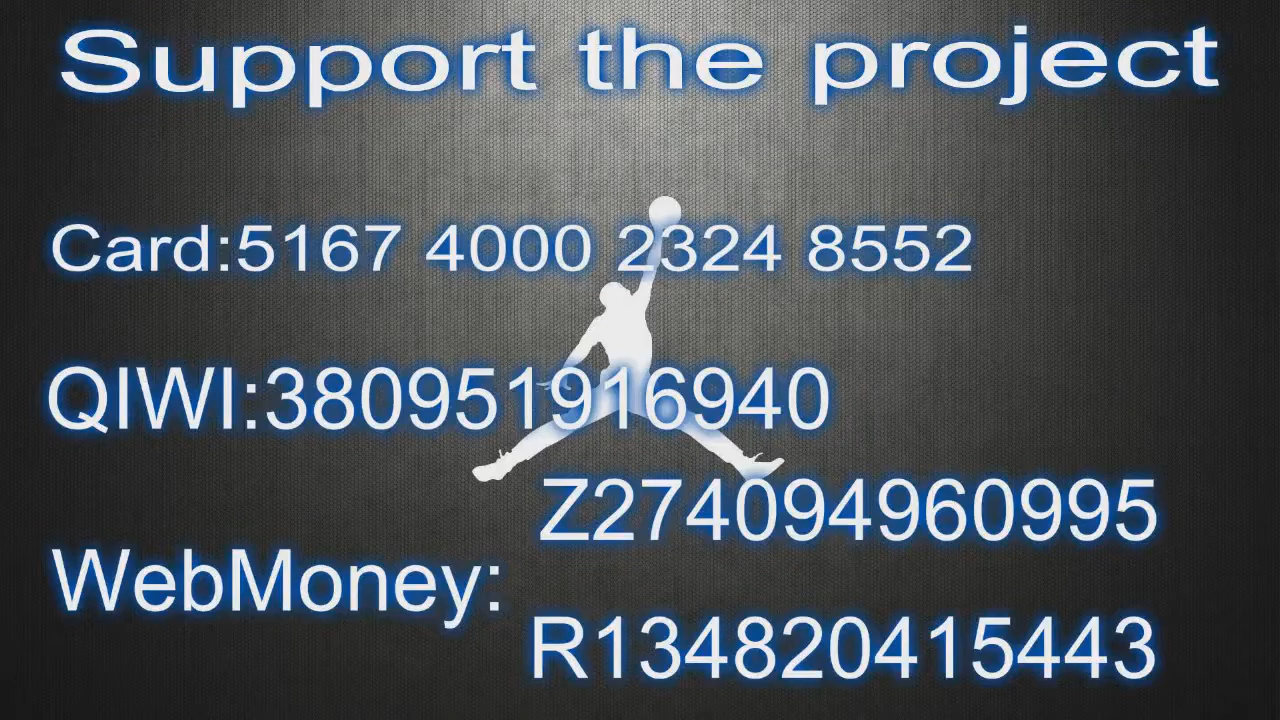 Support the project
Card:5167 4000 2324 8552
QIWI:380951916940
Z274094960995
WebMoney:
R134820415443